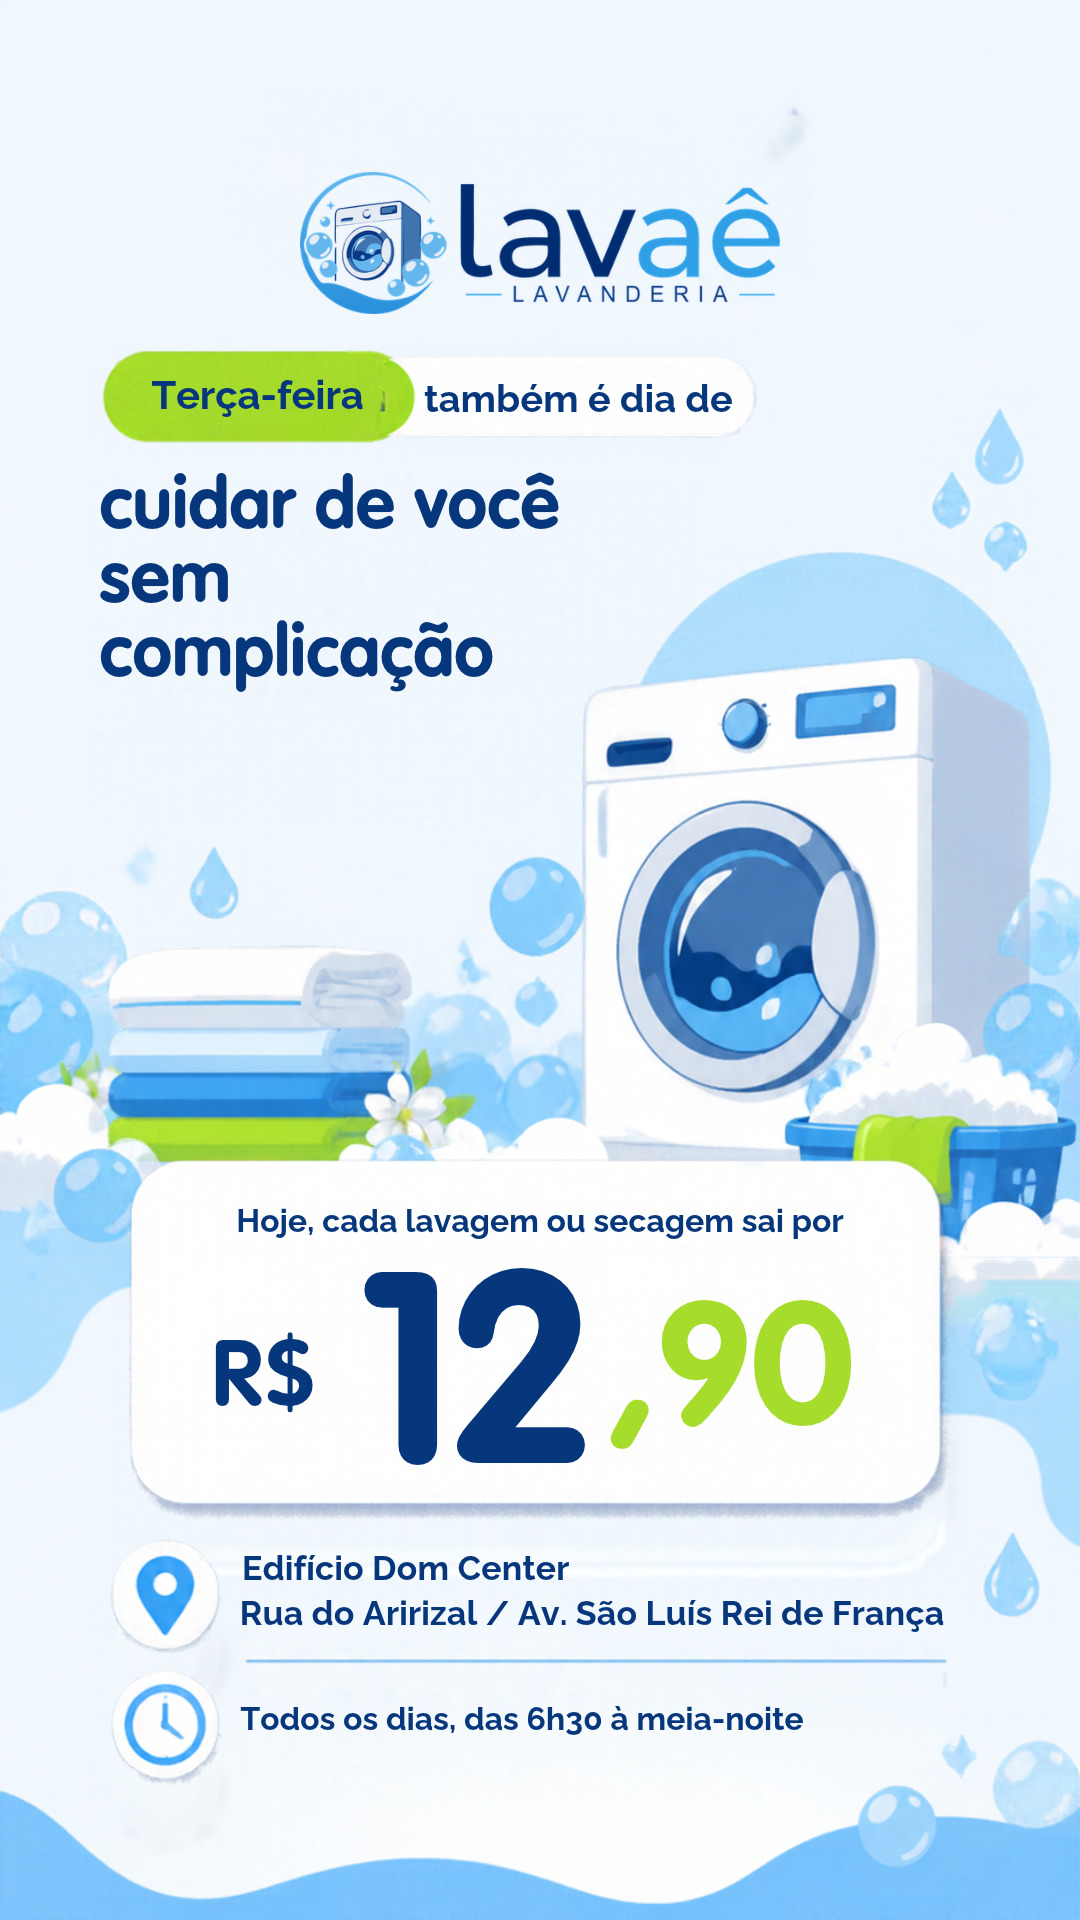 lavaê
LAVANDERIA
Terça-feira também é dia de
cuidar de você
sem
complicação
Hoje, cada lavagem ou secagem sai por
R$ 12,90
Edifício Dom Center
Rua do Aririzal / Av. São Luís Rei de França
Todos os dias, das 6h30 à meia-noite